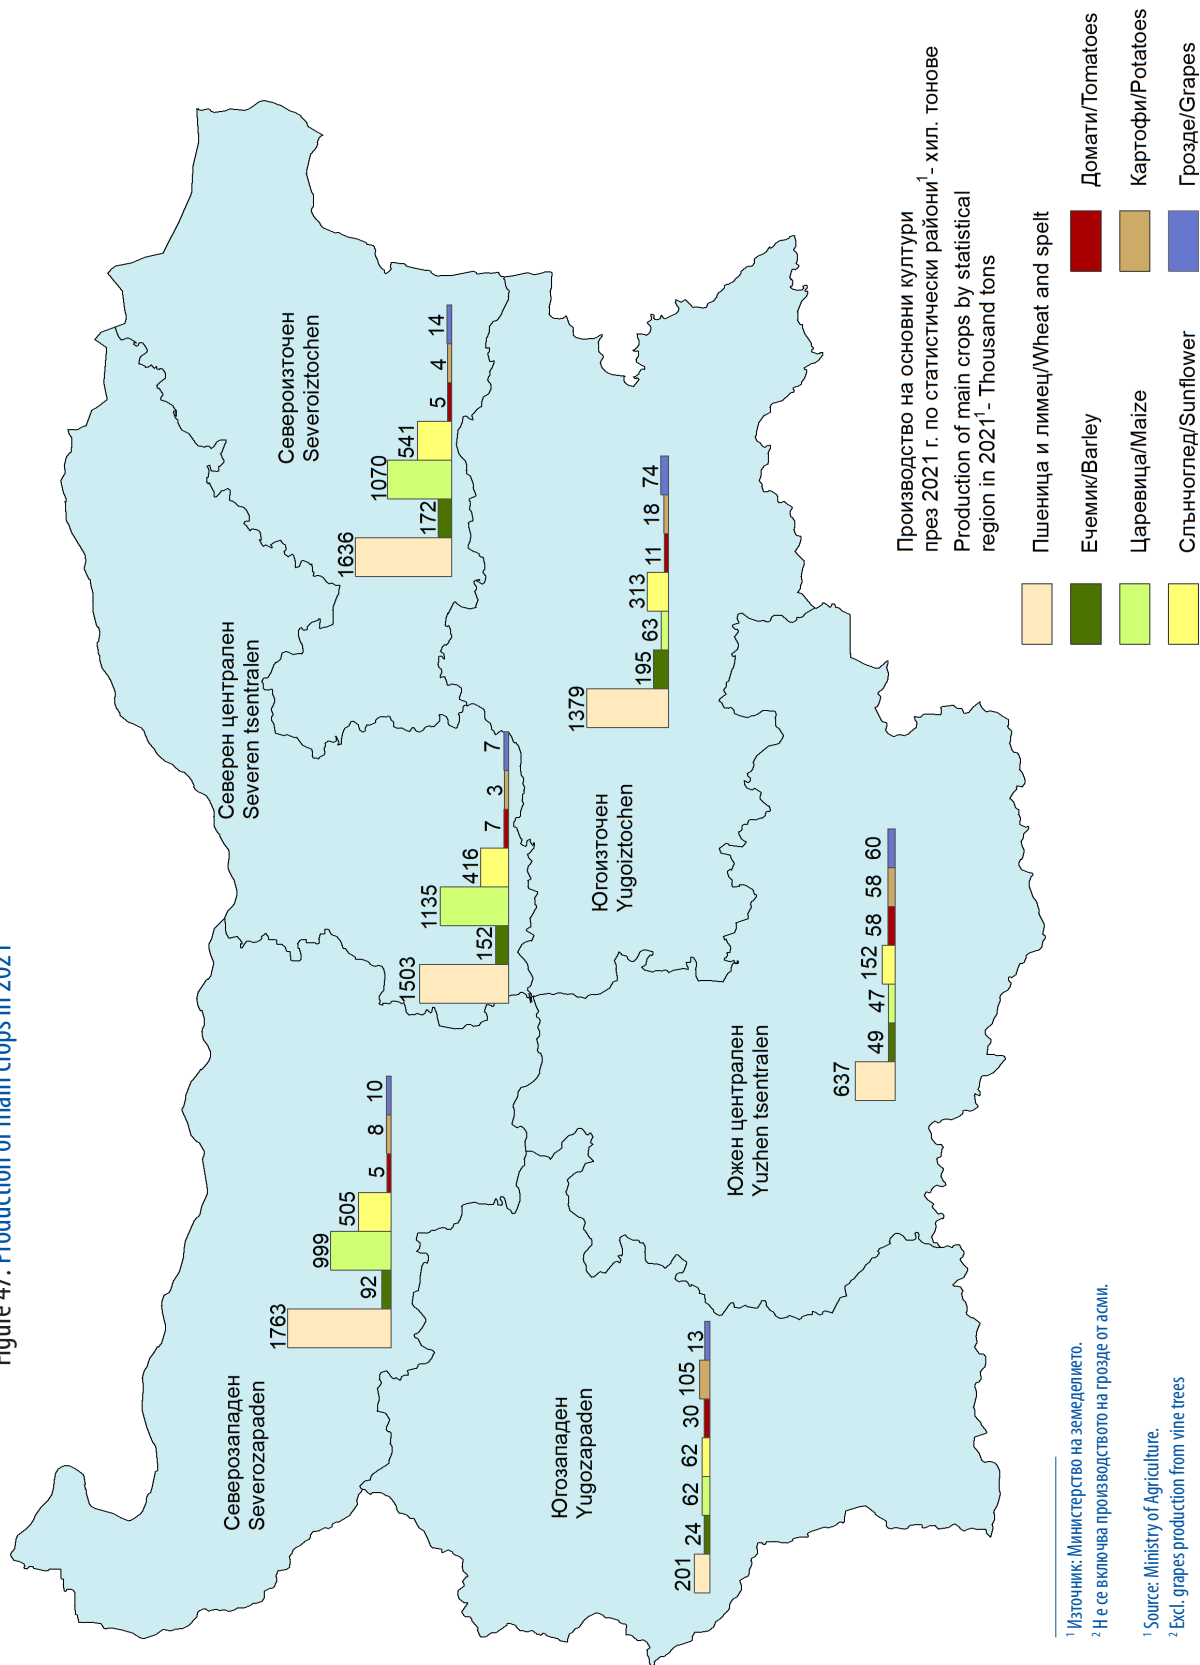 Figure 47. Production of main crops in 2021
Северозападен
Severozapaden
1763
92
999
505
5
8
10
Северен централен
Severen tsentralen
1503
152
1135
416
7
3
7
Североизточен
Severoiztochen
1636
172
1070
541
5
4
14
Югозападен
Yugozapaden
201
24
62
62
30
105
13
Южен централен
Yuzhen tsentralen
637
49
47
152
58
58
60
Югоизточен
Yugoiztochen
1379
195
63
313
11
18
74
Производство на основни култури
през 2021 г. по статистически райони¹- хил. тонове
Production of main crops by statistical
region in 2021¹- Thousand tons
Пшеница и лимец/Wheat and spelt
Ечемик/Barley
Царевица/Maize
Слънчоглед/Sunflower
Домати/Tomatoes
Картофи/Potatoes
Грозде/Grapes
¹ Източник: Министерство на земеделието.
² Не се включва производството на грозде от асми.
¹ Source: Ministry of Agriculture.
² Excl. grapes production from vine trees